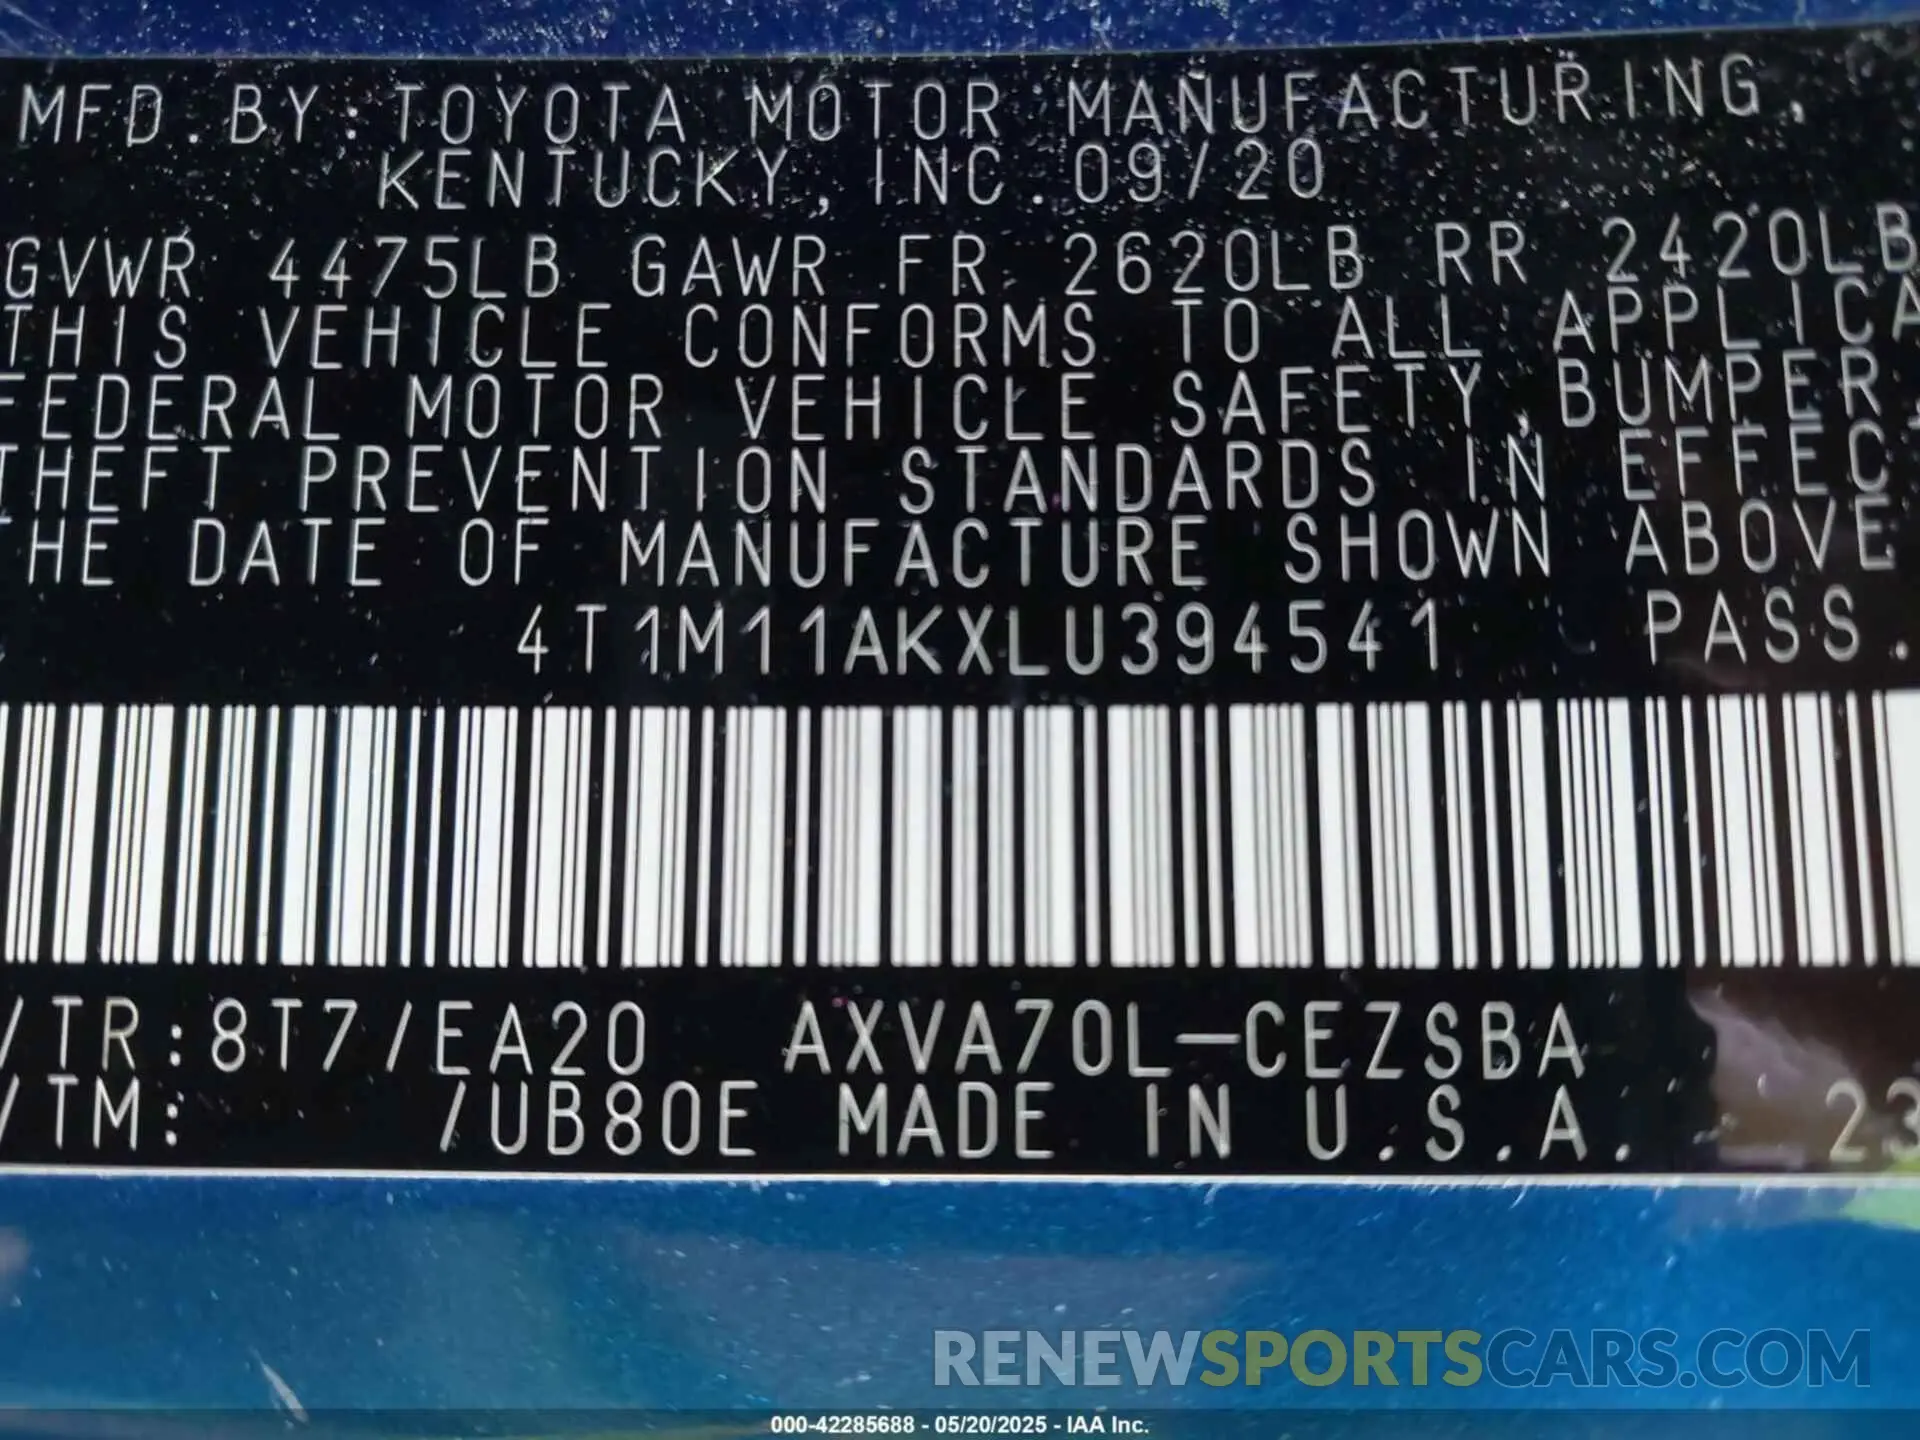 MFD.BY:TOYOTA MOTOR MANUFACTURING,
KENTUCKY, INC. 09/20
GVWR 4475LB GAWR FR 2620LB RR 2420LB
THIS VEHICLE CONFORMS TO ALL APPLICA
FEDERAL MOTOR VEHICLE SAFETY,BUMPER,
THEFT PREVENTION STANDARDS IN EFFEC
THE DATE OF MANUFACTURE SHOWN ABOVE
4T1M11AKXLU394541 PASS.
/TR:8T7/EA20 AXVA70L-CEZSBA
/TM: /UB80E MADE IN U.S.A. 23
RENEWSPORTSCARS.COM
000-42285688 - 05/20/2025 - IAA Inc.